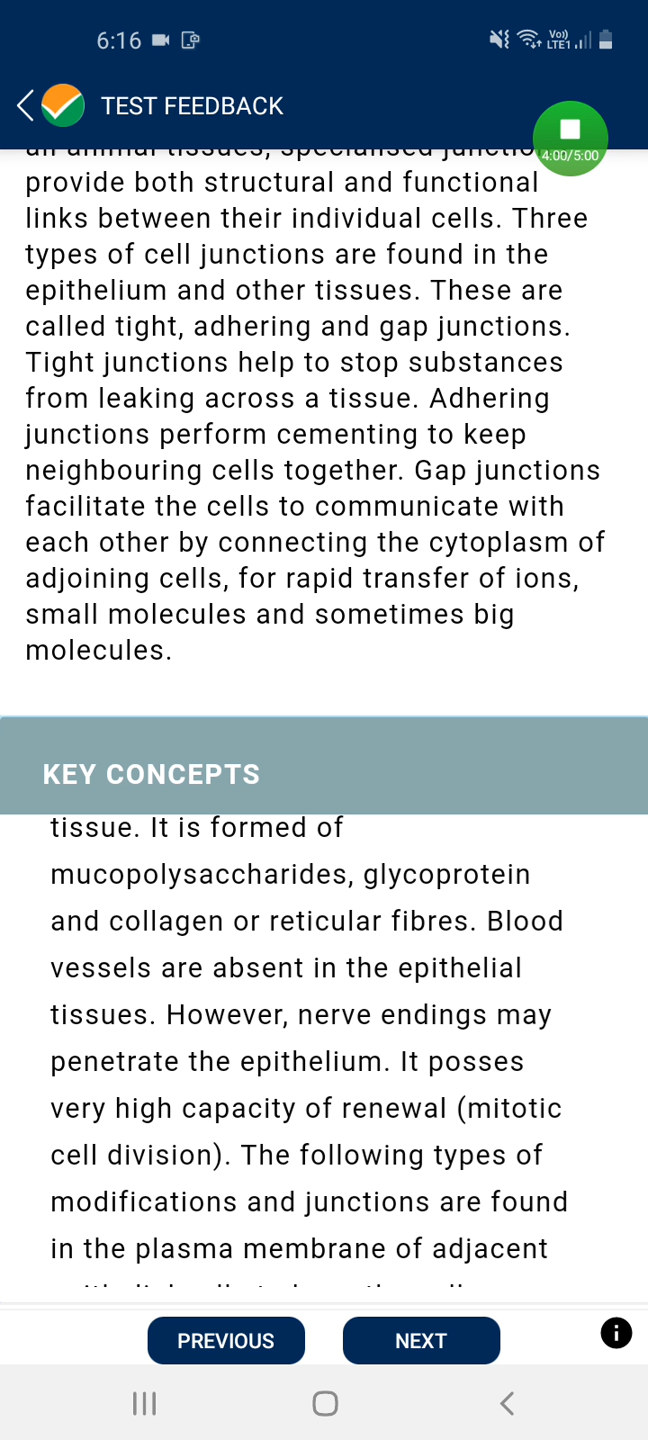 6:16
Vo))
LTE1
TEST FEEDBACK
4:00/5:00
an animal tissues, specialised junctio
provide both structural and functional
links between their individual cells. Three
types of cell junctions are found in the
epithelium and other tissues. These are
called tight, adhering and gap junctions.
Tight junctions help to stop substances
from leaking across a tissue. Adhering
junctions perform cementing to keep
neighbouring cells together. Gap junctions
facilitate the cells to communicate with
each other by connecting the cytoplasm of
adjoining cells, for rapid transfer of ions,
small molecules and sometimes big
molecules.
KEY CONCEPTS
tissue. It is formed of
mucopolysaccharides, glycoprotein
and collagen or reticular fibres. Blood
vessels are absent in the epithelial
tissues. However, nerve endings may
penetrate the epithelium. It posses
very high capacity of renewal (mitotic
cell division). The following types of
modifications and junctions are found
in the plasma membrane of adjacent
PREVIOUS
NEXT